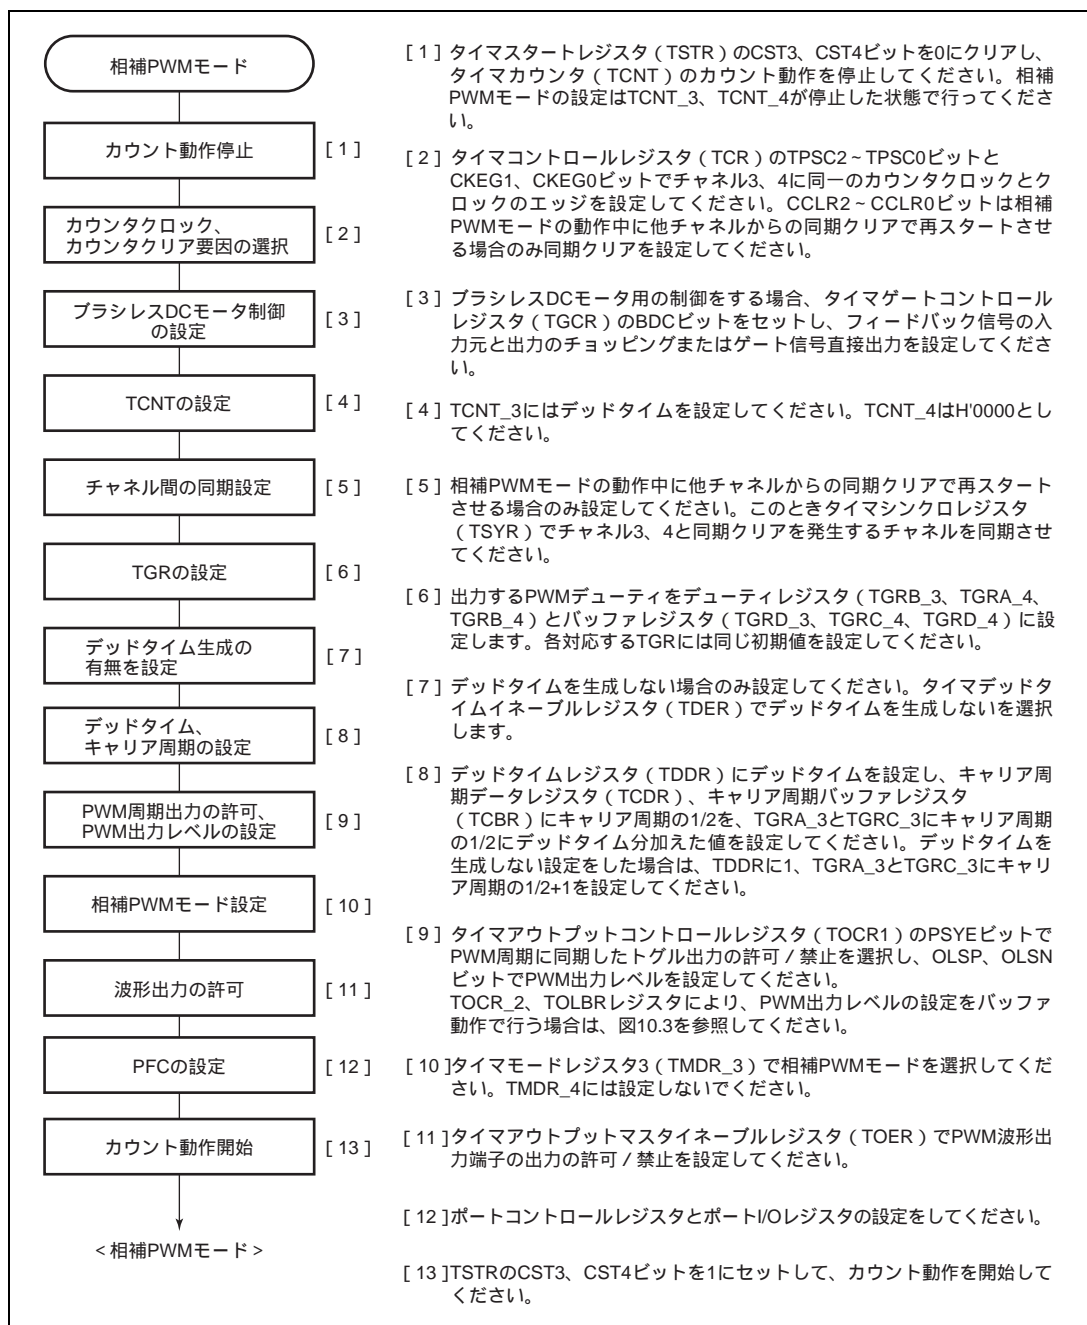 相補PWMモード
カウント動作停止
[ 1 ]
カウンタクロック、
カウンタクリア要因の選択
[ 2 ]
ブラシレスDCモータ制御
の設定
[ 3 ]
TCNTの設定
[ 4 ]
チャネル間の同期設定
[ 5 ]
TGRの設定
[ 6 ]
デッドタイム生成の
有無を設定
[ 7 ]
デッドタイム、
キャリア周期の設定
[ 8 ]
PWM周期出力の許可、
PWM出力レベルの設定
[ 9 ]
相補PWMモード設定
[ 10 ]
波形出力の許可
[ 11 ]
PFCの設定
[ 12 ]
カウント動作開始
[ 13 ]
<相補PWMモード>
[ 1 ] タイマスタートレジスタ(TSTR)のCST3、CST4ビットを0にクリアし、
タイマカウンタ(TCNT)のカウント動作を停止してください。相補
PWMモードの設定はTCNT_3、TCNT_4が停止した状態で行ってくださ
い。
[ 2 ] タイマコントロールレジスタ(TCR)のTPSC2~TPSC0ビットと
CKEG1、CKEG0ビットでチャネル3、4に同一のカウンタクロックとク
ロックのエッジを設定してください。CCLR2~CCLR0ビットは相補
PWMモードの動作中に他チャネルからの同期クリアで再スタートさせ
る場合のみ同期クリアを設定してください。
[ 3 ] ブラシレスDCモータ用の制御をする場合、タイマゲートコントロール
レジスタ(TGCR)のBDCビットをセットし、フィードバック信号の入
力元と出力のチョッピングまたはゲート信号直接出力を設定してくださ
い。
[ 4 ] TCNT_3にはデッドタイムを設定してください。TCNT_4はH'0000とし
てください。
[ 5 ] 相補PWMモードの動作中に他チャネルからの同期クリアで再スタート
させる場合のみ設定してください。このときタイマシンクロレジスタ
(TSYR)でチャネル3、4と同期クリアを発生するチャネルを同期させ
てください。
[ 6 ] 出力するPWMデューティをデューティレジスタ(TGRB_3、TGRA_4、
TGRB_4)とバッファレジスタ(TGRD_3、TGRC_4、TGRD_4)に設
定します。各対応するTGRには同じ初期値を設定してください。
[ 7 ] デッドタイムを生成しない場合のみ設定してください。タイマデッドタ
イムイネーブルレジスタ(TDER)でデッドタイムを生成しないを選択
します。
[ 8 ] デッドタイムレジスタ(TDDR)にデッドタイムを設定し、キャリア周
期データレジスタ(TCDR)、キャリア周期バッファレジスタ
(TCBR)にキャリア周期の1/2を、TGRA_3とTGRC_3にキャリア周期
の1/2にデッドタイム分加えた値を設定してください。デッドタイムを
生成しない設定をした場合は、TDDRに1、TGRA_3とTGRC_3にキャリ
ア周期の1/2+1を設定してください。
[ 9 ] タイマアウトプットコントロールレジスタ(TOCR1)のPSYEビットで
PWM周期に同期したトグル出力の許可/禁止を選択し、OLSP、OLSN
ビットでPWM出力レベルを設定してください。
TOCR_2、TOLBRレジスタにより、PWM出力レベルの設定をバッファ
動作で行う場合は、図10.3を参照してください。
[ 10 ]タイマモードレジスタ3(TMDR_3)で相補PWMモードを選択してくだ
さい。TMDR_4には設定しないでください。
[ 11 ]タイマアウトプットマスタイネーブルレジスタ(TOER)でPWM波形出
力端子の出力の許可/禁止を設定してください。
[ 12 ]ポートコントロールレジスタとポートI/Oレジスタの設定をしてください。
[ 13 ]TSTRのCST3、CST4ビットを1にセットして、カウント動作を開始して
ください。